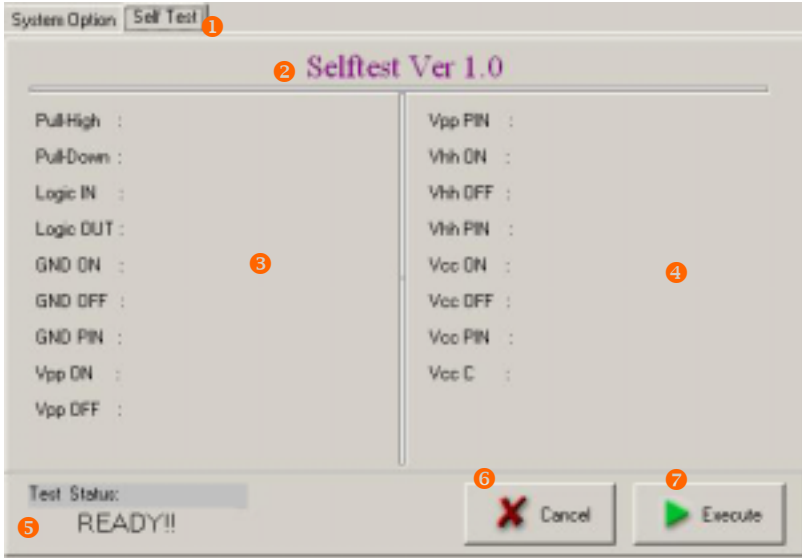 System Option Self Test 1
2 Selftest Ver 1.0
Pull-High :
Pull-Down :
Logic IN :
Logic OUT :
GND ON : 3
GND OFF :
GND PIN :
Vpp ON :
Vpp OFF :
Vpp PIN :
Vhh ON :
Vhh OFF :
Vhh PIN :
Vcc ON : 4
Vcc OFF :
Vcc PIN :
Vcc C :
Test Status:
5 READY!!
6 Cancel
7 Execute